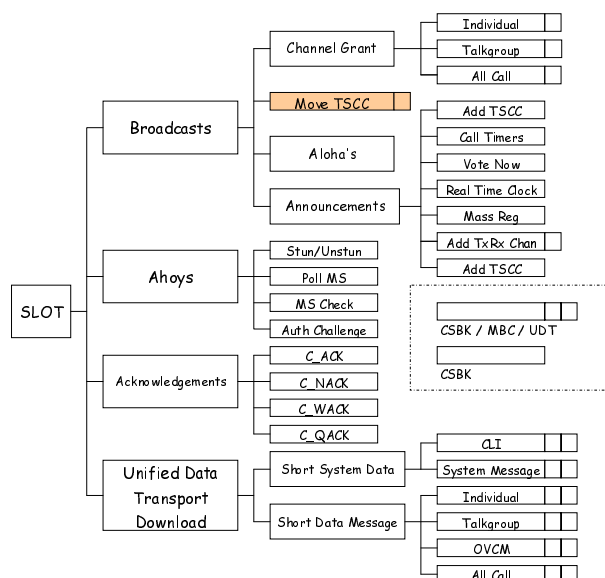 SLOT
Broadcasts
Channel Grant
Individual
Talkgroup
All Call
Move TSCC
Aloha's
Announcements
Add TSCC
Call Timers
Vote Now
Real Time Clock
Mass Reg
Add TxRx Chan
Add TSCC
Ahoys
Stun/Unstun
Poll MS
MS Check
Auth Challenge
CSBK / MBC / UDT
CSBK
Acknowledgements
C_ACK
C_NACK
C_WACK
C_QACK
Unified Data
Transport
Download
Short System Data
CLI
System Message
Short Data Message
Individual
Talkgroup
OVCM
All Call